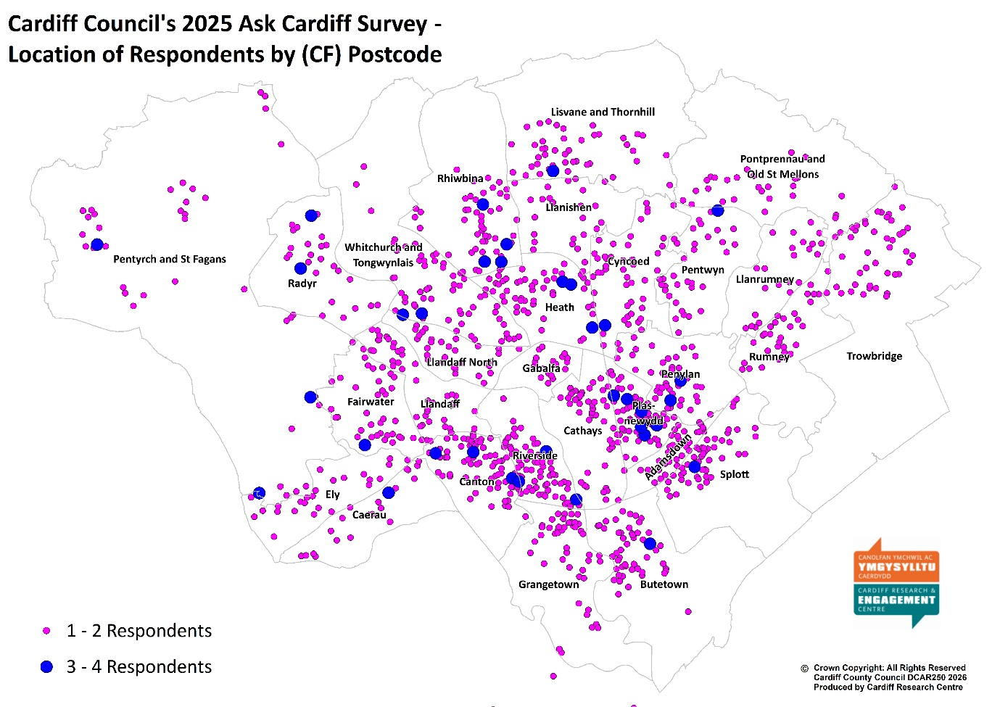 Cardiff Council's 2025 Ask Cardiff Survey -
Location of Respondents by (CF) Postcode
Lisvane and Thornhill
Pontprennau and
Old St Mellons
Rhiwbina
Llanishen
Whitchurch and
Tongwynlais
Pentyrch and St Fagans
Cyncoed
Pentwyn
Radyr
Llanrumney
Heath
Rumney
Trowbridge
Llandaff North
Gabalfa
Penylan
Fairwater
Llandaff
Plas-
newydd
Cathays
Adamsdown
Riverside
Splott
Canton
Ely
Caerau
Grangetown
Butetown
CANOLFAN YMCHWIL AC
YMGYSYLLTU
CAERDYDD
CARDIFF RESEARCH &
ENGAGEMENT
CENTRE
1 - 2 Respondents
3 - 4 Respondents
© Crown Copyright: All Rights Reserved
Cardiff County Council DCAR250 2026
Produced by Cardiff Research Centre